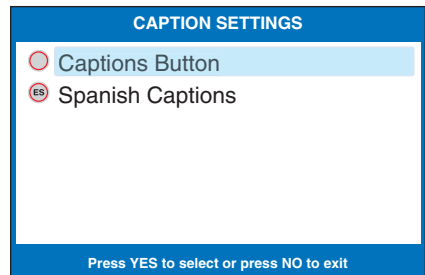 CAPTION SETTINGS
Captions Button
ES Spanish Captions
Press YES to select or press NO to exit